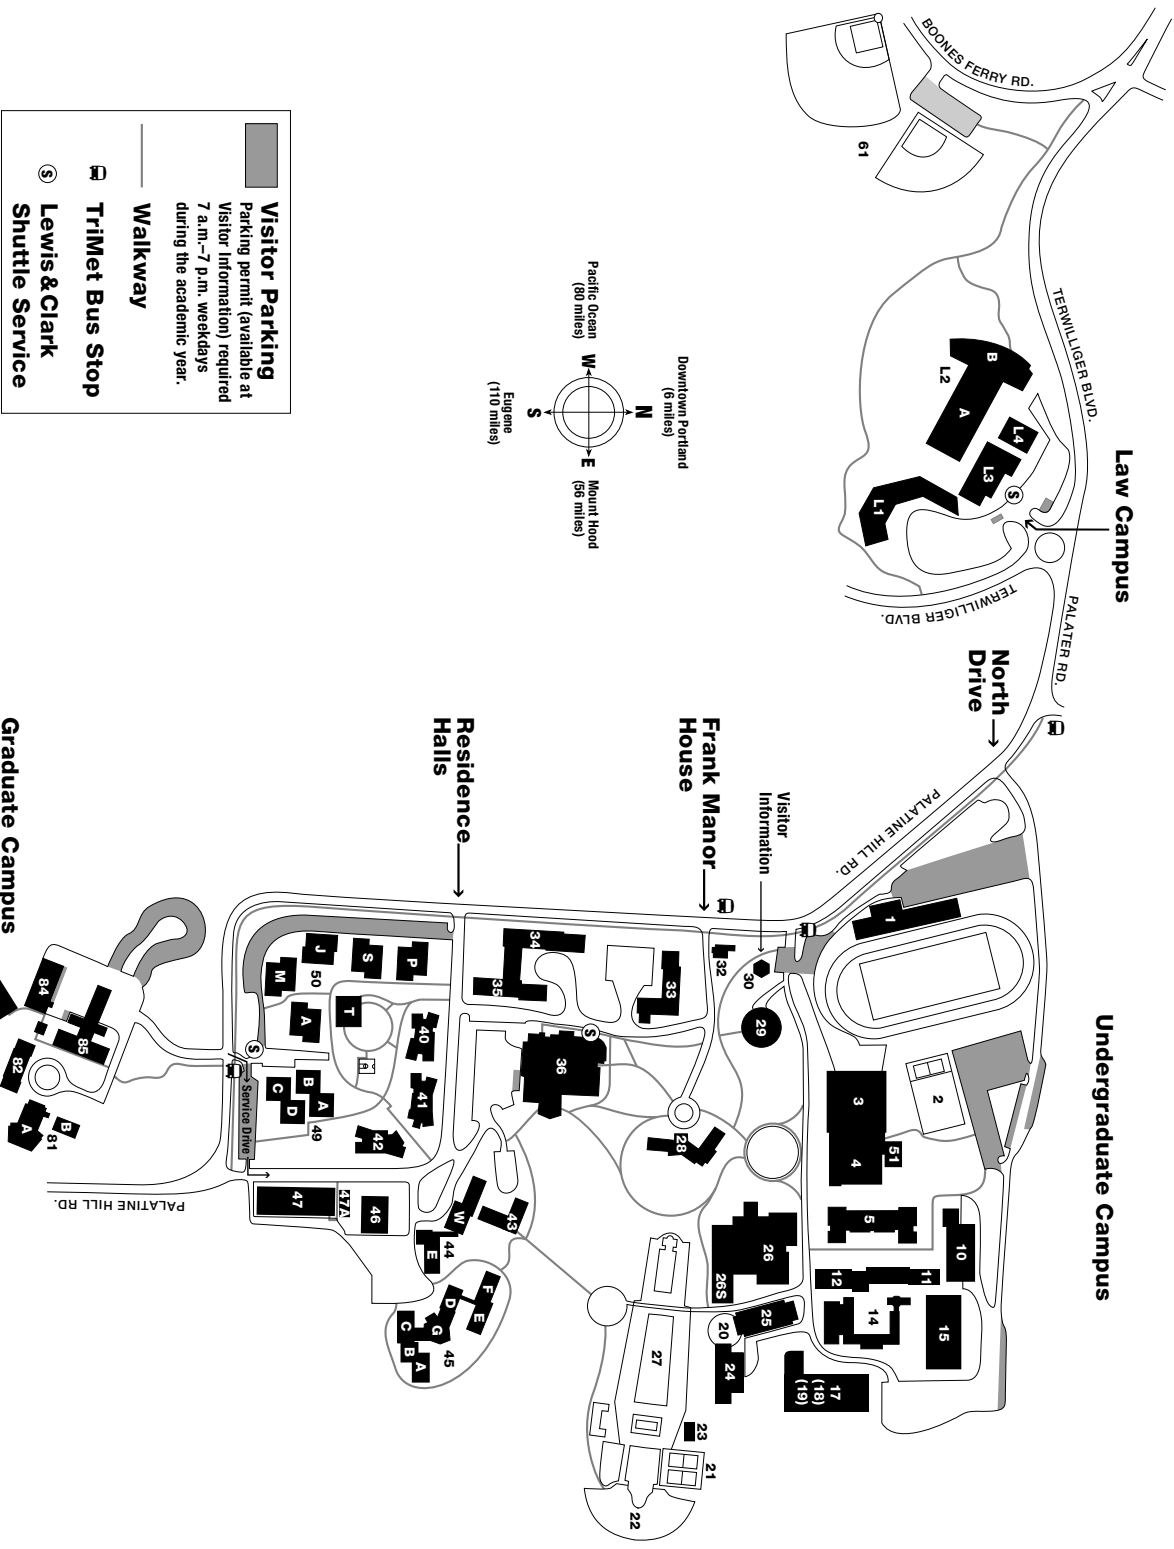 BOONES FERRY RD.
61
TERWILLIGER BLVD.
Law Campus
B
A
L2
L4
L3
S
L1
TERWILLIGER BLVD.
PALATER RD.
North
Drive
PALATINE HILL RD.
Undergraduate Campus
Downtown Portland
(6 miles)
N
Pacific Ocean
(80 miles)
W
E
Mount Hood
(56 miles)
S
Eugene
(110 miles)
Visitor
Information
Frank Manor
House
Residence
Halls
Graduate Campus
Visitor Parking
Parking permit (available at
Visitor Information) required
7 a.m.–7 p.m. weekdays
during the academic year.
Walkway
TriMet Bus Stop
S
Lewis&Clark
Shuttle Service
1
2
3
4
51
5
10
11
12
14
15
17
(18)
(19)
20
21
22
23
24
25
26
26S
27
28
29
30
32
33
34
35
36
S
40
41
42
43
44
W
E
45
F
E
D
G
C
B
A
46
47A
47
49
B
A
C
D
50
P
S
J
M
A
T
S
Service Drive
PALATINE HILL RD.
84
85
82
81
A
B